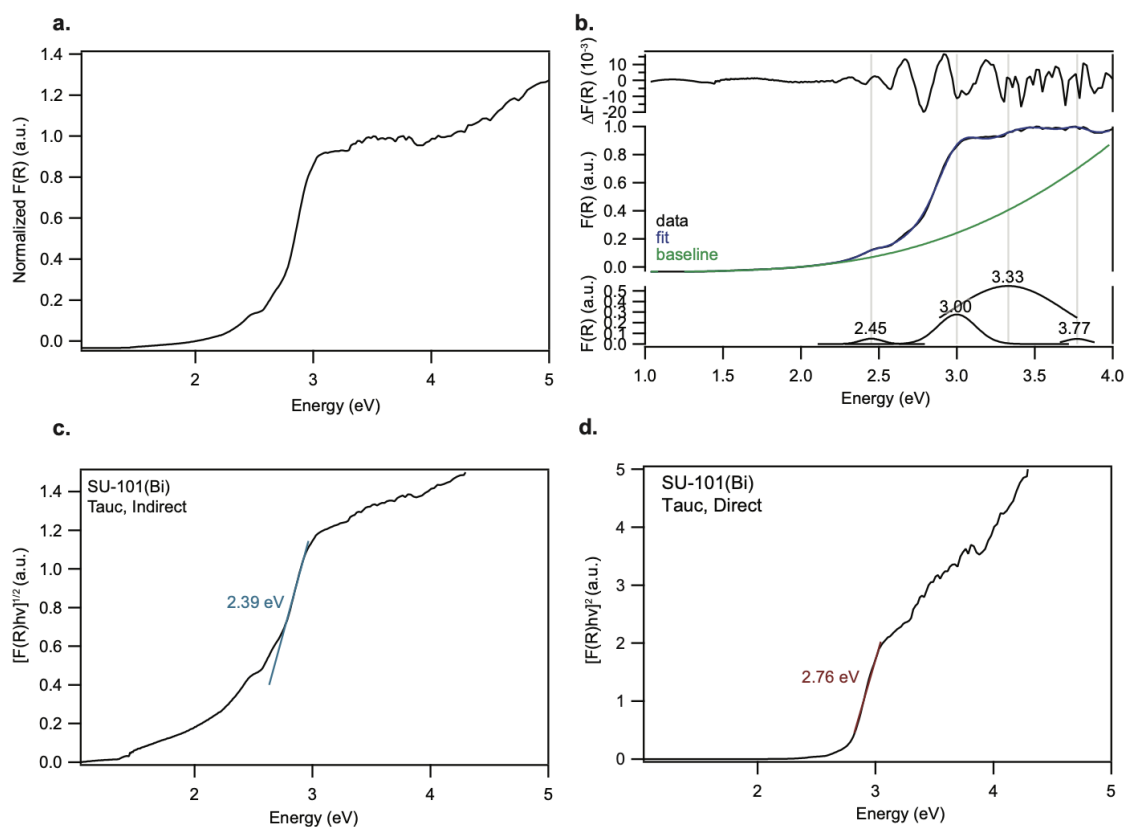 a.
1.4
1.2
1.0
0.8
0.6
0.4
0.2
0.0
Normalized F(R) (a.u.)
2 3 4 5
Energy (eV)
b.
10
0
-10
-20
ΔF(R) (10⁻³)
1.0
0.8
0.6
0.4
0.2
0.0
F(R) (a.u.)
data
fit
baseline
0.5
0.4
0.3
0.2
0.1
0.0
F(R) (a.u.)
2.45
3.00
3.33
3.77
1.0 1.5 2.0 2.5 3.0 3.5 4.0
Energy (eV)
c.
1.4
1.2
1.0
0.8
0.6
0.4
0.2
0.0
[F(R)hv]¹ᐟ² (a.u.)
SU-101(Bi)
Tauc, Indirect
2.39 eV
2 3 4 5
Energy (eV)
d.
5
4
3
2
1
0
[F(R)hv]² (a.u.)
SU-101(Bi)
Tauc, Direct
2.76 eV
2 3 4 5
Energy (eV)